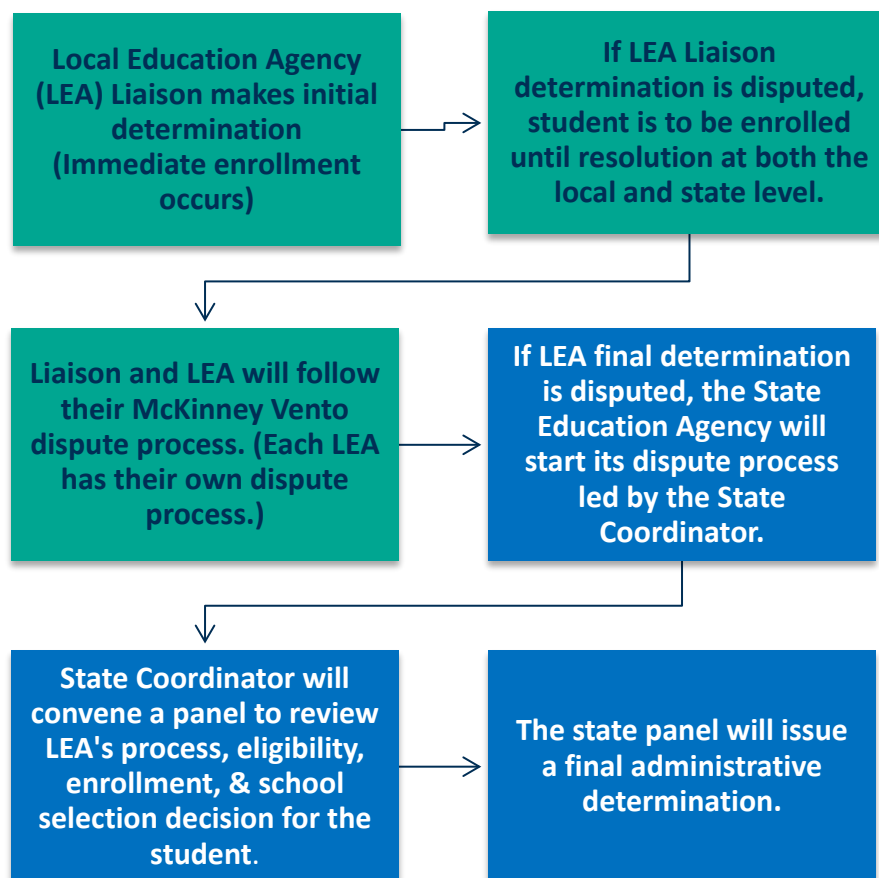 Local Education Agency
(LEA) Liaison makes initial
determination
(Immediate enrollment
occurs)
If LEA Liaison
determination is disputed,
student is to be enrolled
until resolution at both the
local and state level.
Liaison and LEA will follow
their McKinney Vento
dispute process. (Each LEA
has their own dispute
process.)
If LEA final determination
is disputed, the State
Education Agency will
start its dispute process
led by the State
Coordinator.
State Coordinator will
convene a panel to review
LEA's process, eligibility,
enrollment, & school
selection decision for the
student.
The state panel will issue
a final administrative
determination.